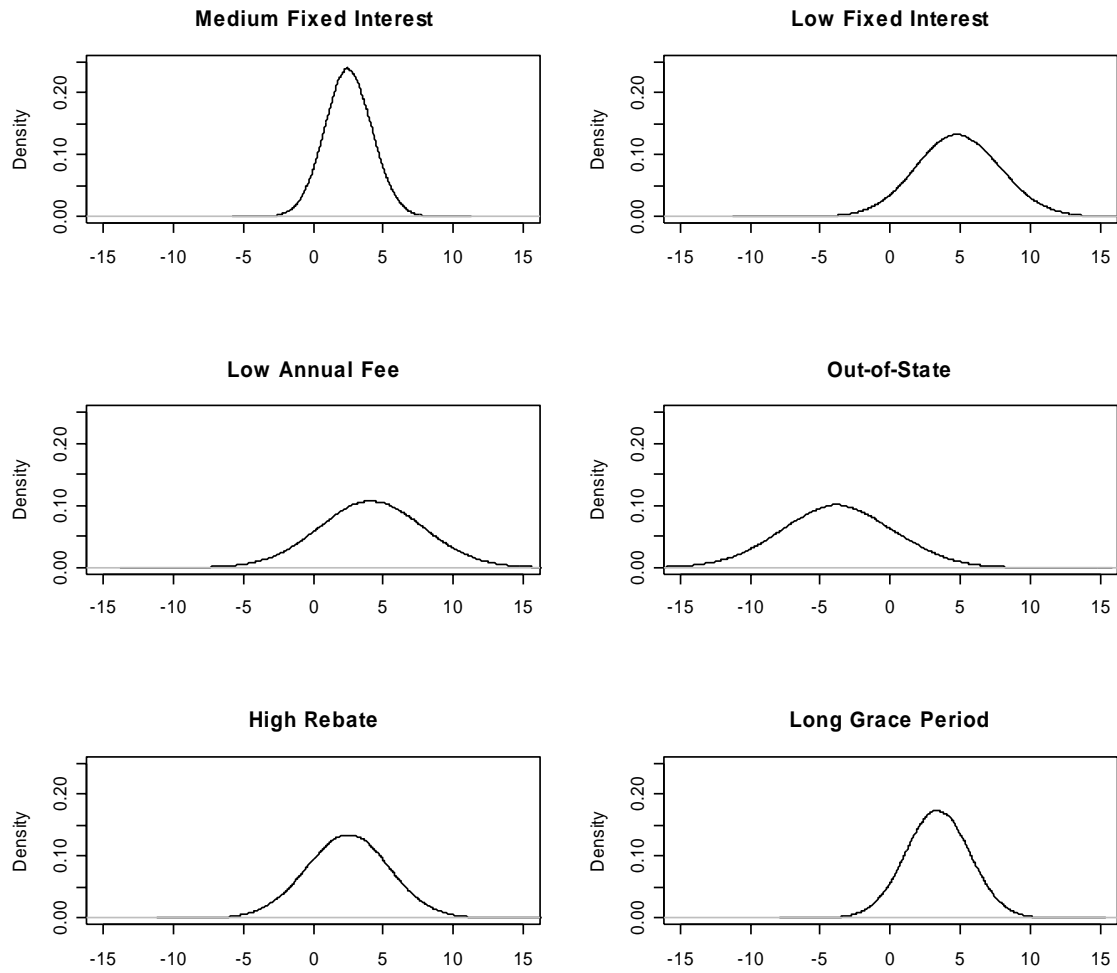 Medium Fixed Interest
Low Fixed Interest
Density
0.00 0.10 0.20
-15 -10 -5 0 5 10 15
Density
0.00 0.10 0.20
-15 -10 -5 0 5 10 15
Low Annual Fee
Out-of-State
Density
0.00 0.10 0.20
-15 -10 -5 0 5 10 15
Density
0.00 0.10 0.20
-15 -10 -5 0 5 10 15
High Rebate
Long Grace Period
Density
0.00 0.10 0.20
-15 -10 -5 0 5 10 15
Density
0.00 0.10 0.20
-15 -10 -5 0 5 10 15